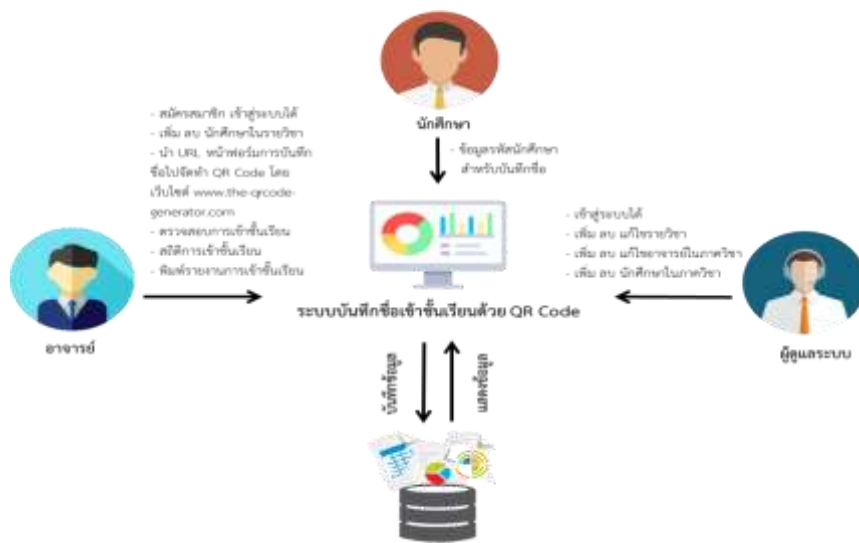 นักศึกษา
- ข้อมูลรหัสนักศึกษา
สำหรับบันทึกชื่อ
- สมัครสมาชิก เข้าสู่ระบบได้
- เพิ่ม ลบ นักศึกษาในรายวิชา
- นำ URL หน้าฟอร์มการบันทึก
ชื่อไปจัดทำ QR Code โดย
เว็บไซต์ www.the-qrcode-
generator.com
- ตรวจสอบการเข้าชั้นเรียน
- สถิติการเข้าชั้นเรียน
- พิมพ์รายงานการเข้าชั้นเรียน
อาจารย์
- เข้าสู่ระบบได้
- เพิ่ม ลบ แก้ไขรายวิชา
- เพิ่ม ลบ แก้ไขอาจารย์ในภาควิชา
- เพิ่ม ลบ นักศึกษาในภาควิชา
ผู้ดูแลระบบ
ระบบบันทึกชื่อเข้าชั้นเรียนด้วย QR Code
บันทึกข้อมูล
แสดงข้อมูล